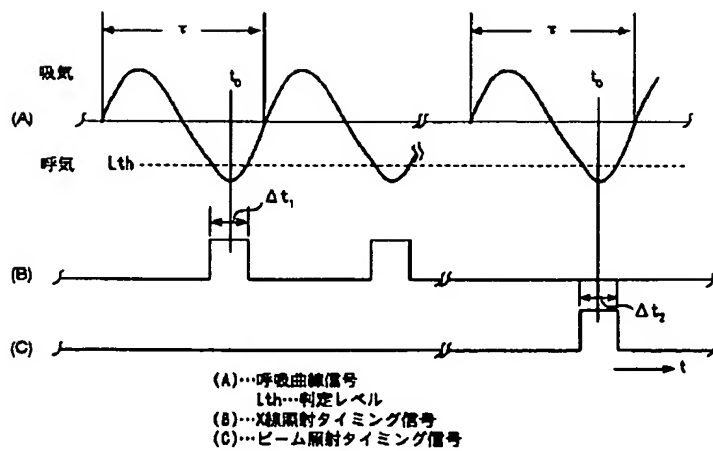 τ τ
吸気 t₀ t₀
(A)
呼気 Lth
Δt₁
(B)
Δt₂
(C)
t
(A)…呼吸曲線信号
Lth…判定レベル
(B)…X線照射タイミング信号
(C)…ビーム照射タイミング信号